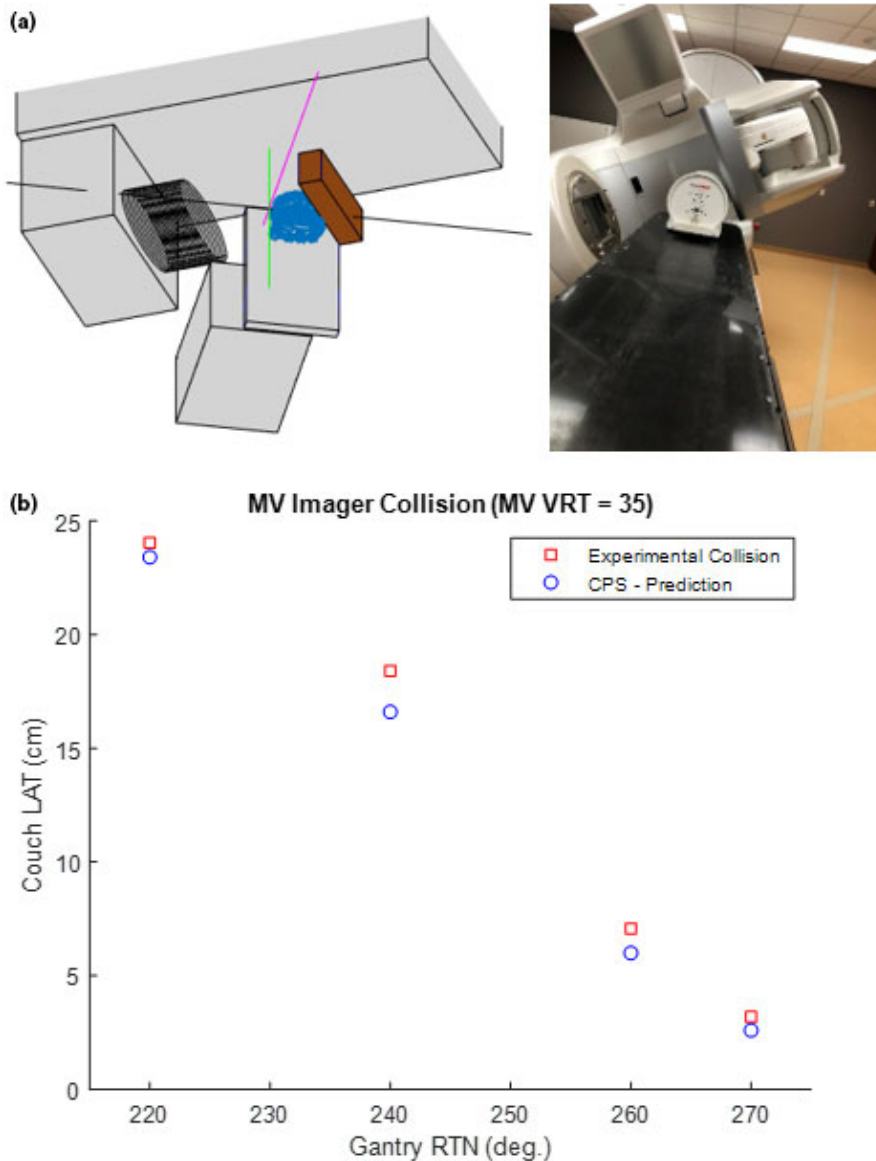 (a)
(b)
MV Imager Collision (MV VRT = 35)
25
20
15
10
5
0
Couch LAT (cm)
Experimental Collision
CPS - Prediction
220
230
240
250
260
270
Gantry RTN (deg.)